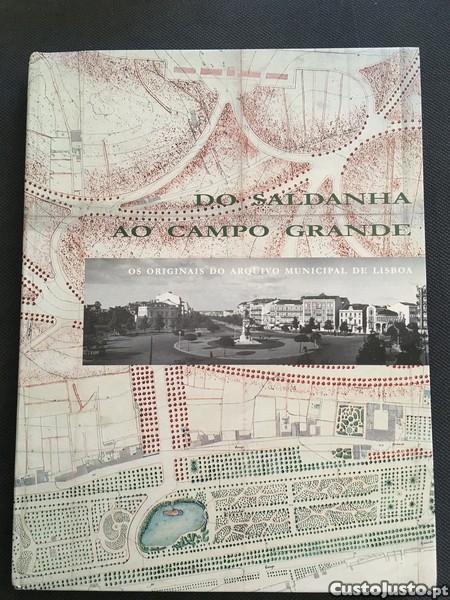 DO SALDANHA
AO CAMPO GRANDE
OS ORIGINAIS DO ARQUIVO MUNICIPAL DE LISBOA
CustoJusto.pt